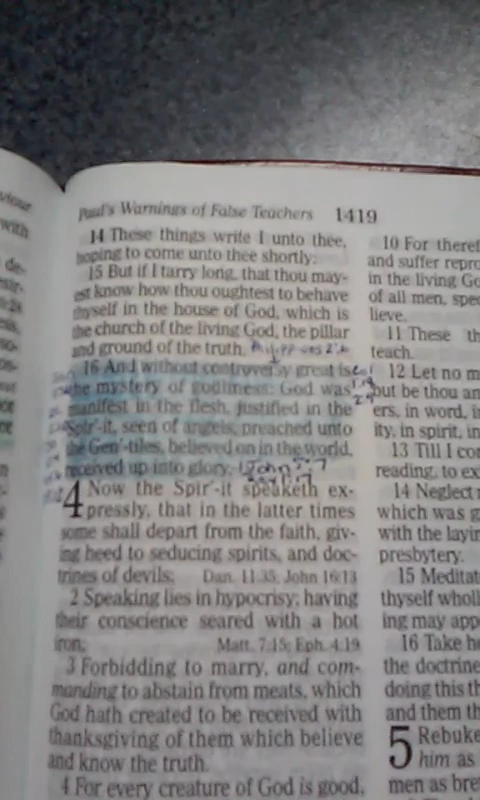 Paul's Warnings of False Teachers 1419
14 These things write I unto thee,
hoping to come unto thee shortly:
15 But if I tarry long, that thou may-
est know how thou oughtest to behave
thyself in the house of God, which is
the church of the living God, the pillar
and ground of the truth.
16 And without controversy great is
the mystery of godliness: God was
manifest in the flesh, justified in the
Spir'-it, seen of angels, preached unto
the Gen'-tiles, believed on in the world,
received up into glory.
4 Now the Spir'-it speaketh ex-
pressly, that in the latter times
some shall depart from the faith, giv-
ing heed to seducing spirits, and doc-
trines of devils; Dan. 11:35; John 16:13
2 Speaking lies in hypocrisy; having
their conscience seared with a hot
iron; Matt. 7:15; Eph. 4:19
3 Forbidding to marry, and com-
manding to abstain from meats, which
God hath created to be received with
thanksgiving of them which believe
and know the truth.
4 For every creature of God is good,
10 For theref
and suffer repro
in the living Go
of all men, spec
lieve.
11 These th
teach.
12 Let no m
but be thou an
ers, in word, in
ity, in spirit, in
13 Till I co
reading, to ex
14 Neglect
which was g
with the layin
presbytery.
15 Meditat
thyself wholl
ing may app
16 Take he
the doctrine
doing this th
and them th
5 Rebuke
him as
men as bre